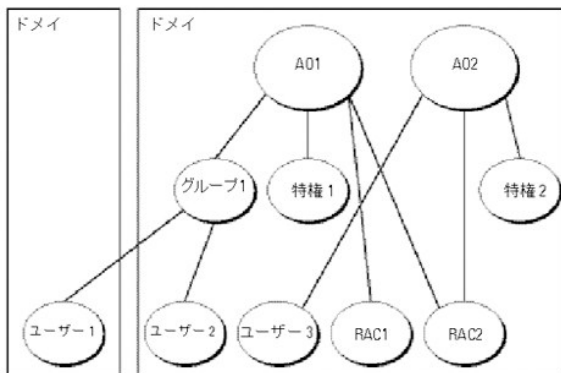 ドメイ
ドメイ
A01
A02
グループ1
特権 1
特権 2
ユーザー 1
ユーザー 2
ユーザー 3
RAC1
RAC2